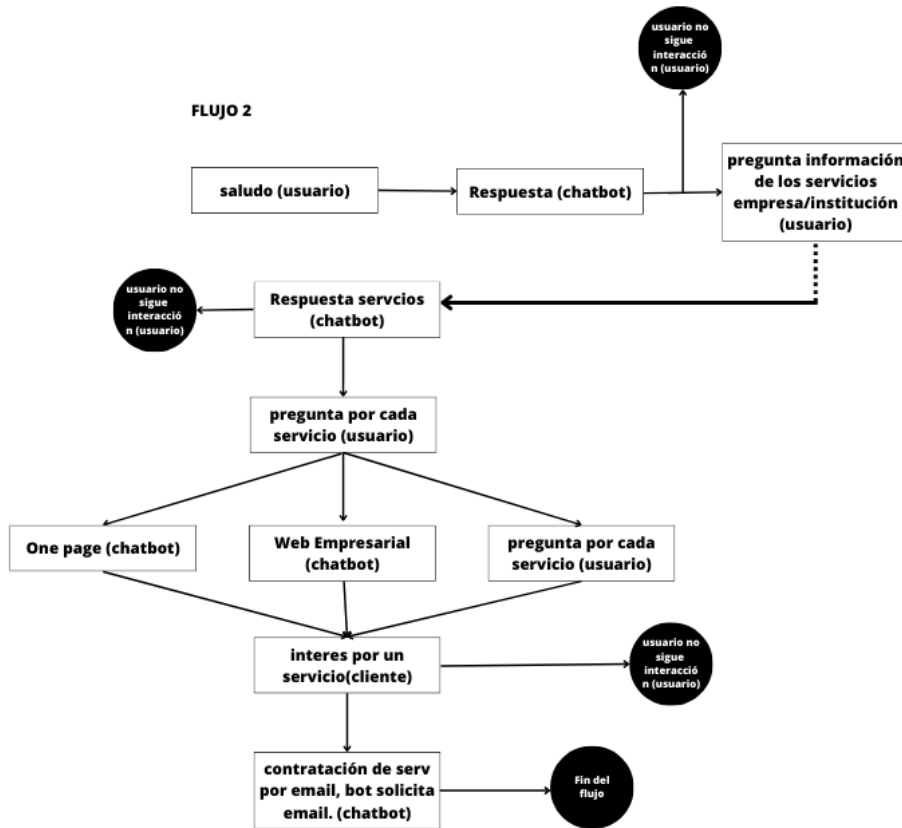 usuario no
sigue
interacció
n (usuario)
FLUJO 2
saludo (usuario)
Respuesta (chatbot)
pregunta información
de los servicios
empresa/institución
(usuario)
usuario no
sigue
interacció
n (usuario)
Respuesta servcios
(chatbot)
pregunta por cada
servicio (usuario)
One page (chatbot)
Web Empresarial
(chatbot)
pregunta por cada
servicio (usuario)
interes por un
servicio(cliente)
usuario no
sigue
interacció
n (usuario)
contratación de serv
por email, bot solicita
email. (chatbot)
Fin del
flujo